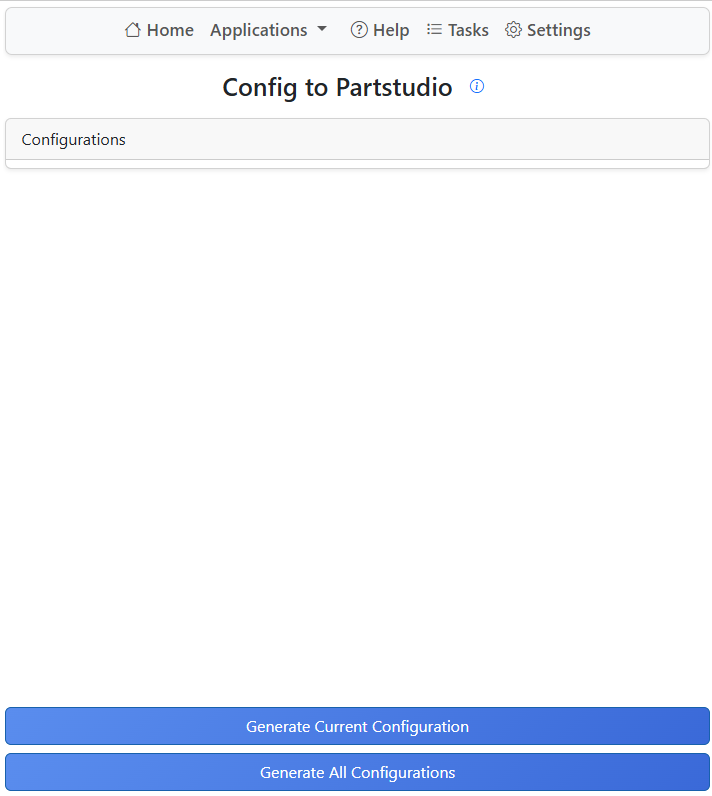 Home Applications Help Tasks Settings
Config to Partstudio
Configurations
Generate Current Configuration
Generate All Configurations